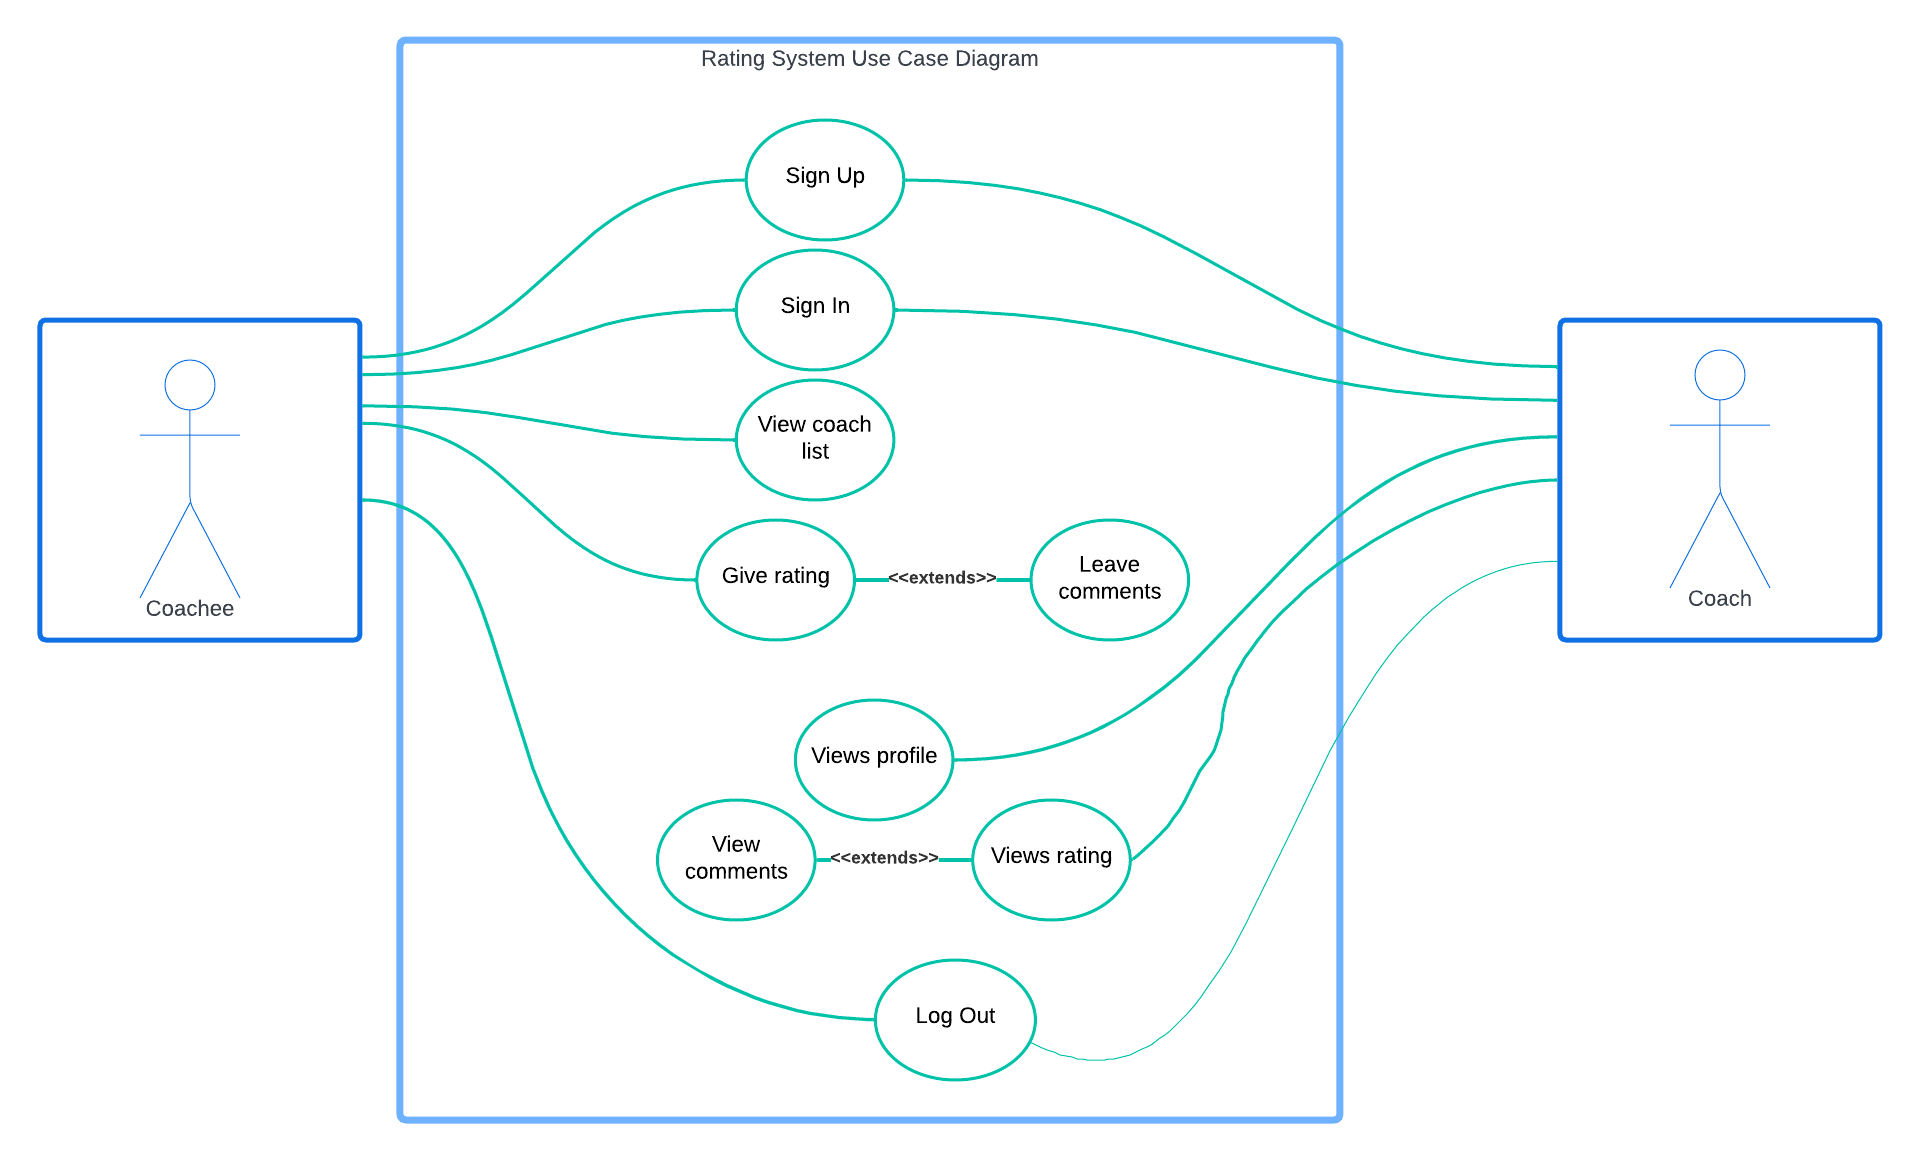 Rating System Use Case Diagram
Sign Up
Sign In
View coach
list
Give rating
<<extends>>
Leave
comments
Coachee
Coach
Views profile
View
comments
<<extends>>
Views rating
Log Out